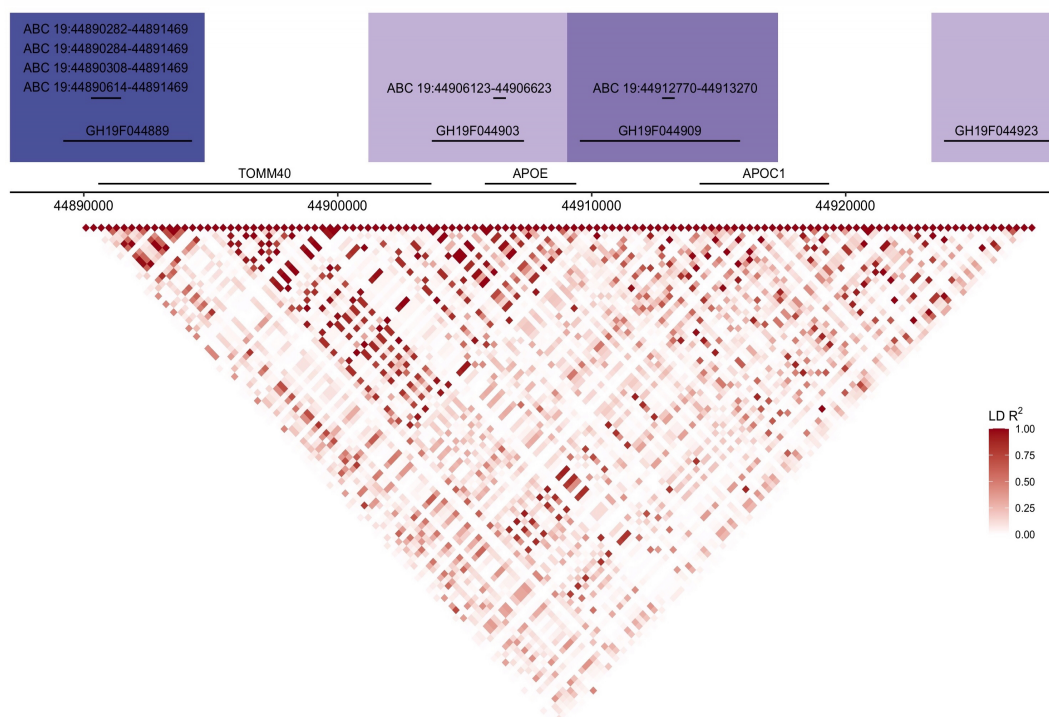 ABC 19:44890282-44891469
ABC 19:44890284-44891469
ABC 19:44890308-44891469
ABC 19:44890614-44891469
ABC 19:44906123-44906623
ABC 19:44912770-44913270
GH19F044889
GH19F044903
GH19F044909
GH19F044923
TOMM40
APOE
APOC1
44890000
44900000
44910000
44920000
LD R²
1.00
0.75
0.50
0.25
0.00